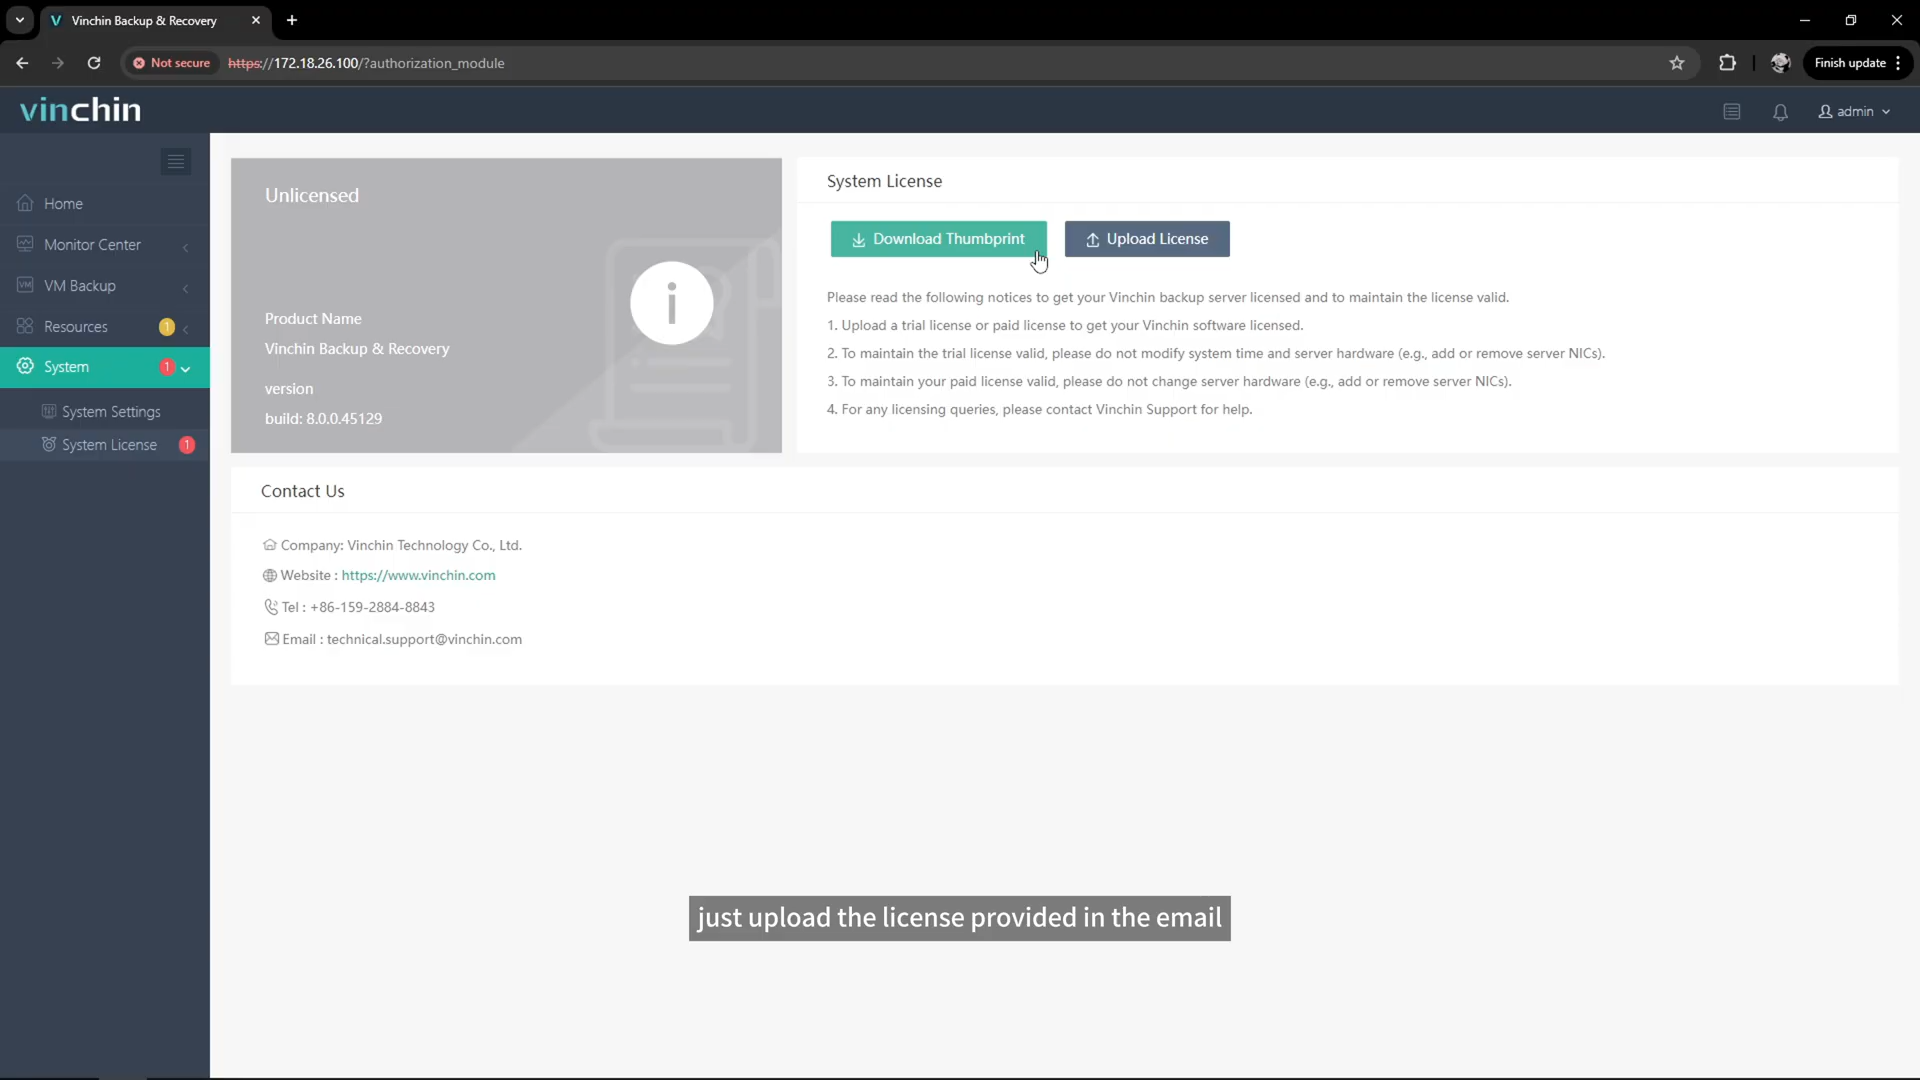 Vinchin Backup & Recovery
Not secure
https://172.18.26.100/?authorization_module
Finish update
vinchin
admin
Home
Monitor Center
VM Backup
Resources 1
System 1
System Settings
System License 1
Unlicensed
Product Name
Vinchin Backup & Recovery
version
build: 8.0.0.45129
System License
Download Thumbprint
Upload License
Please read the following notices to get your Vinchin backup server licensed and to maintain the license valid.
1. Upload a trial license or paid license to get your Vinchin software licensed.
2. To maintain the trial license valid, please do not modify system time and server hardware (e.g., add or remove server NICs).
3. To maintain your paid license valid, please do not change server hardware (e.g., add or remove server NICs).
4. For any licensing queries, please contact Vinchin Support for help.
Contact Us
Company: Vinchin Technology Co., Ltd.
Website : https://www.vinchin.com
Tel : +86-159-2884-8843
Email : technical.support@vinchin.com
just upload the license provided in the email